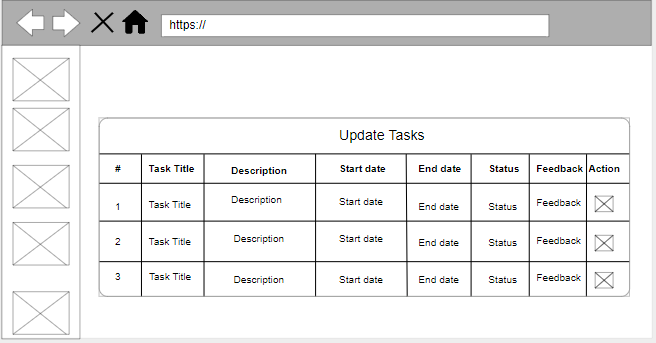 https://
Update Tasks
# Task Title Description Start date End date Status Feedback Action
1 Task Title Description Start date End date Status Feedback
2 Task Title Description Start date End date Status Feedback
3 Task Title Description Start date End date Status Feedback